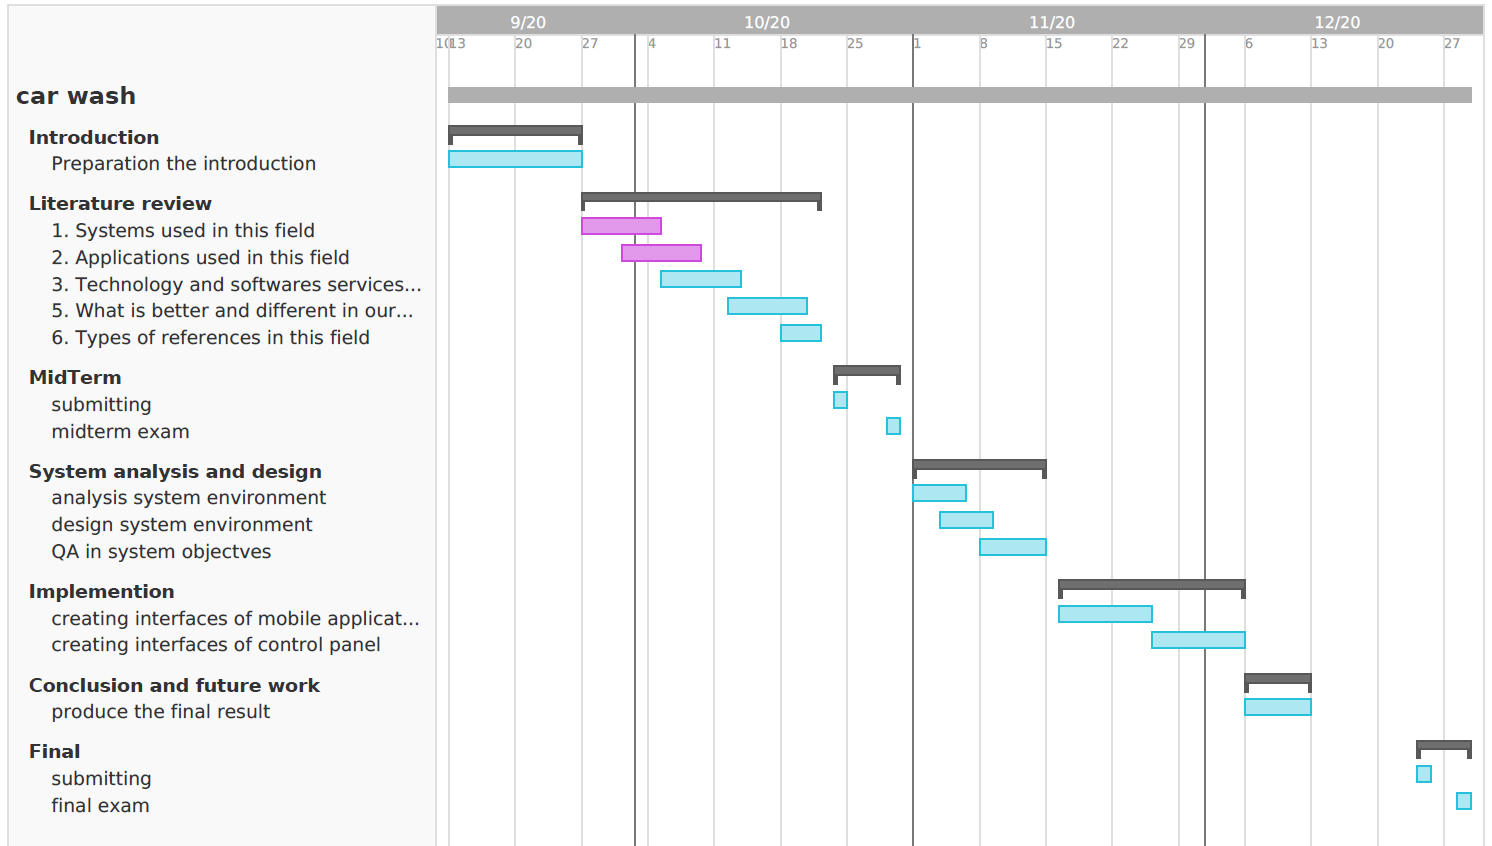 9/20 10/20 11/20 12/20
10 13 20 27 4 11 18 25 1 8 15 22 29 6 13 20 27
car wash
Introduction
Preparation the introduction
Literature review
1. Systems used in this field
2. Applications used in this field
3. Technology and softwares services...
5. What is better and different in our...
6. Types of references in this field
MidTerm
submitting
midterm exam
System analysis and design
analysis system environment
design system environment
QA in system objectves
Implemention
creating interfaces of mobile applicat...
creating interfaces of control panel
Conclusion and future work
produce the final result
Final
submitting
final exam